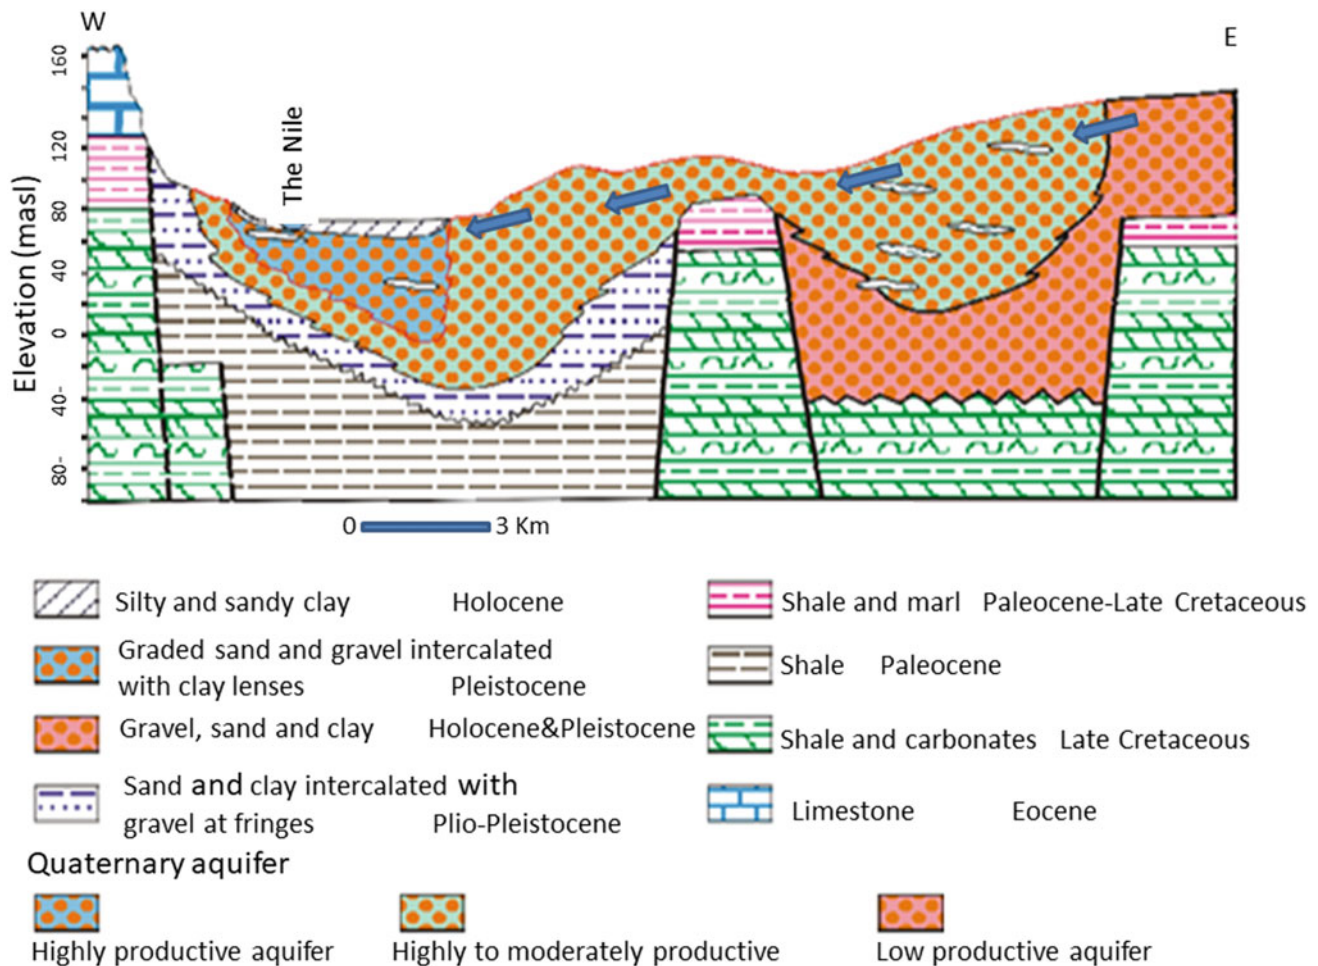 W
E
160
120
80
40
0
40-
80-
Elevation (masl)
The Nile
0 3 Km
Silty and sandy clay Holocene
Graded sand and gravel intercalated
with clay lenses Pleistocene
Gravel, sand and clay Holocene&Pleistocene
Sand and clay intercalated with
gravel at fringes Plio-Pleistocene
Shale and marl Paleocene-Late Cretaceous
Shale Paleocene
Shale and carbonates Late Cretaceous
Limestone Eocene
Quaternary aquifer
Highly productive aquifer
Highly to moderately productive
Low productive aquifer